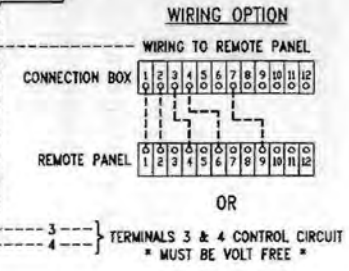 WIRING OPTION
WIRING TO REMOTE PANEL
CONNECTION BOX 1 2 3 4 5 6 7 8 9 10 11 12
REMOTE PANEL 1 2 3 4 5 6 7 8 9 10 11 12
OR
3
4
TERMINALS 3 & 4 CONTROL CIRCUIT
* MUST BE VOLT FREE *